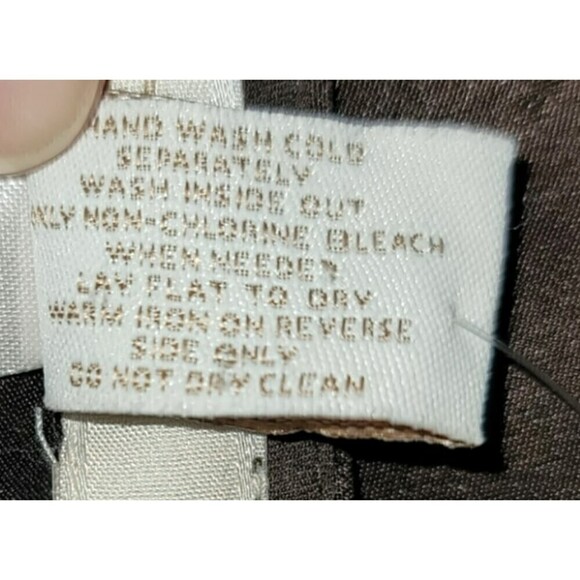 HAND WASH COLD
SEPARATELY
WASH INSIDE OUT
ONLY NON-CHLORINE BLEACH
WHEN NEEDED
LAY FLAT TO DRY
WARM IRON ON REVERSE
SIDE ONLY
DO NOT DRY CLEAN